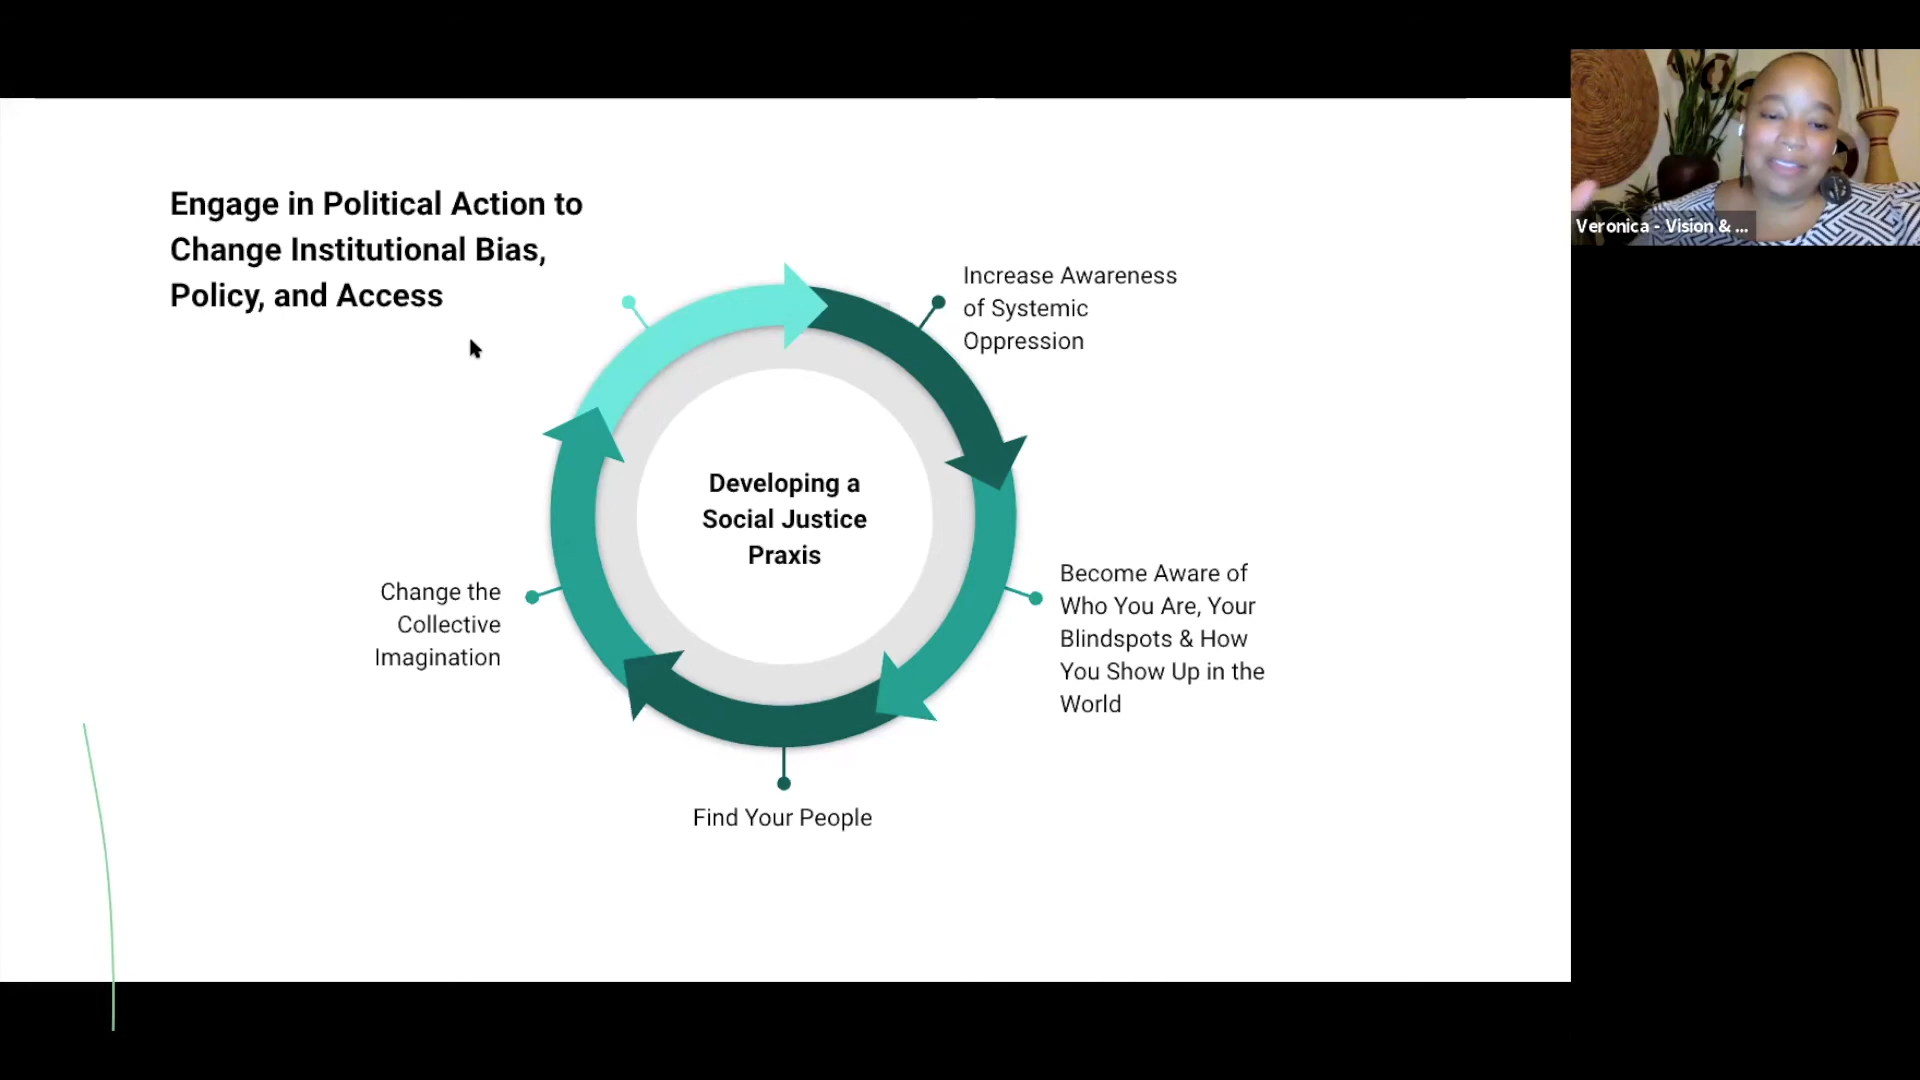 Engage in Political Action to
Change Institutional Bias,
Policy, and Access
Increase Awareness
of Systemic
Oppression
Developing a
Social Justice
Praxis
Become Aware of
Who You Are, Your
Blindspots & How
You Show Up in the
World
Change the
Collective
Imagination
Find Your People
Veronica - Vision & ...